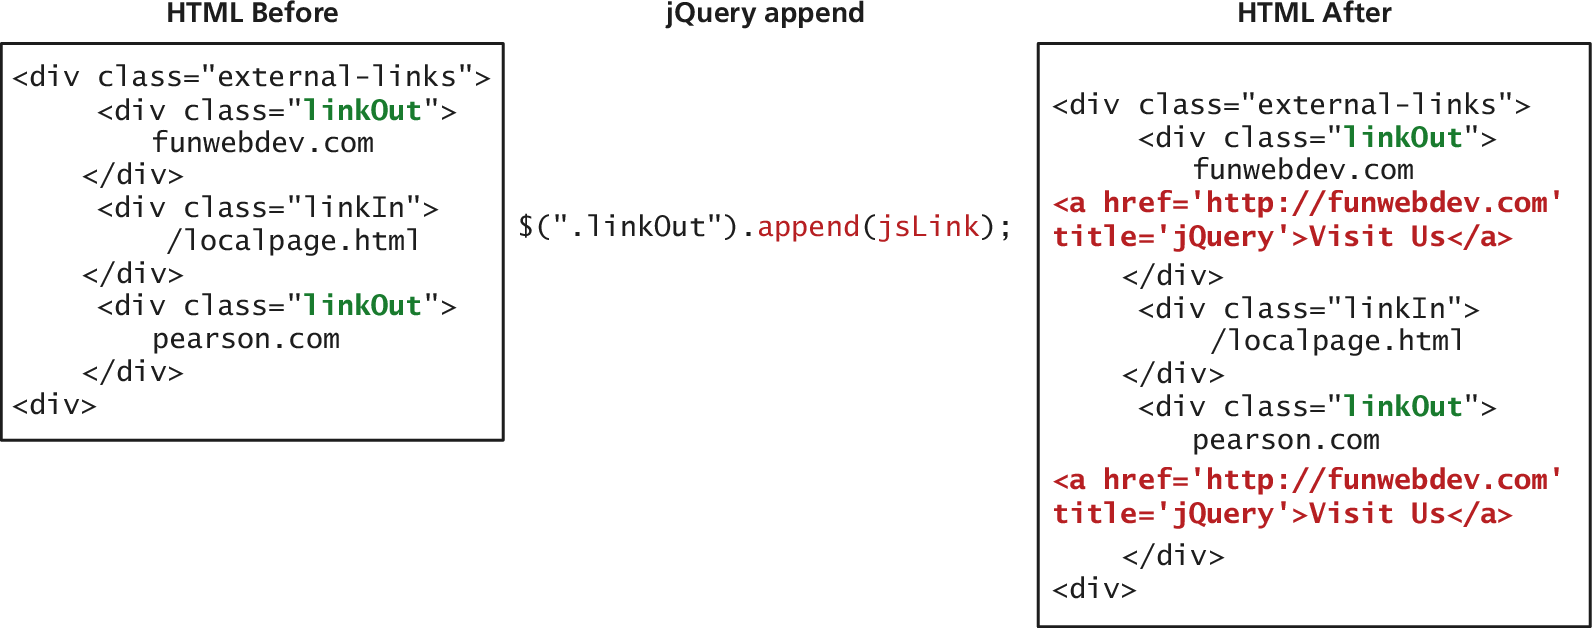 HTML Before
<div class="external-links">
<div class="linkOut">
funwebdev.com
</div>
<div class="linkIn">
/localpage.html
</div>
<div class="linkOut">
pearson.com
</div>
<div>
jQuery append
$(".linkOut").append(jsLink);
HTML After
<div class="external-links">
<div class="linkOut">
funwebdev.com
<a href='http://funwebdev.com'
title='jQuery'>Visit Us</a>
</div>
<div class="linkIn">
/localpage.html
</div>
<div class="linkOut">
pearson.com
<a href='http://funwebdev.com'
title='jQuery'>Visit Us</a>
</div>
<div>